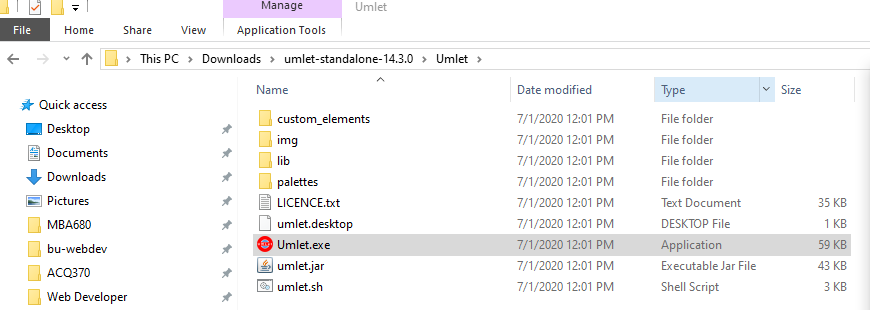 Manage Umlet
File Home Share View Application Tools
This PC > Downloads > umlet-standalone-14.3.0 > Umlet >
Name Date modified Type Size
Quick access
Desktop
Documents
Downloads
Pictures
MBA680
bu-webdev
ACQ370
Web Developer
custom_elements 7/1/2020 12:01 PM File folder
img 7/1/2020 12:01 PM File folder
lib 7/1/2020 12:01 PM File folder
palettes 7/1/2020 12:01 PM File folder
LICENCE.txt 7/1/2020 12:01 PM Text Document 35 KB
umlet.desktop 7/1/2020 12:01 PM DESKTOP File 1 KB
Umlet.exe 7/1/2020 12:01 PM Application 59 KB
umlet.jar 7/1/2020 12:01 PM Executable Jar File 43 KB
umlet.sh 7/1/2020 12:01 PM Shell Script 3 KB